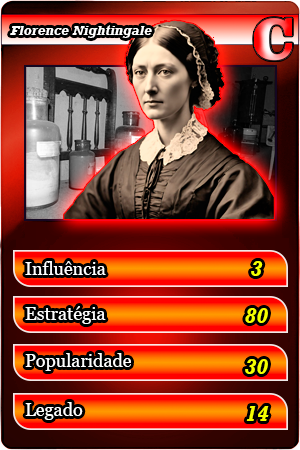 Florence Nightingale
C
Influência 3
Estratégia 80
Popularidade 30
Legado 14